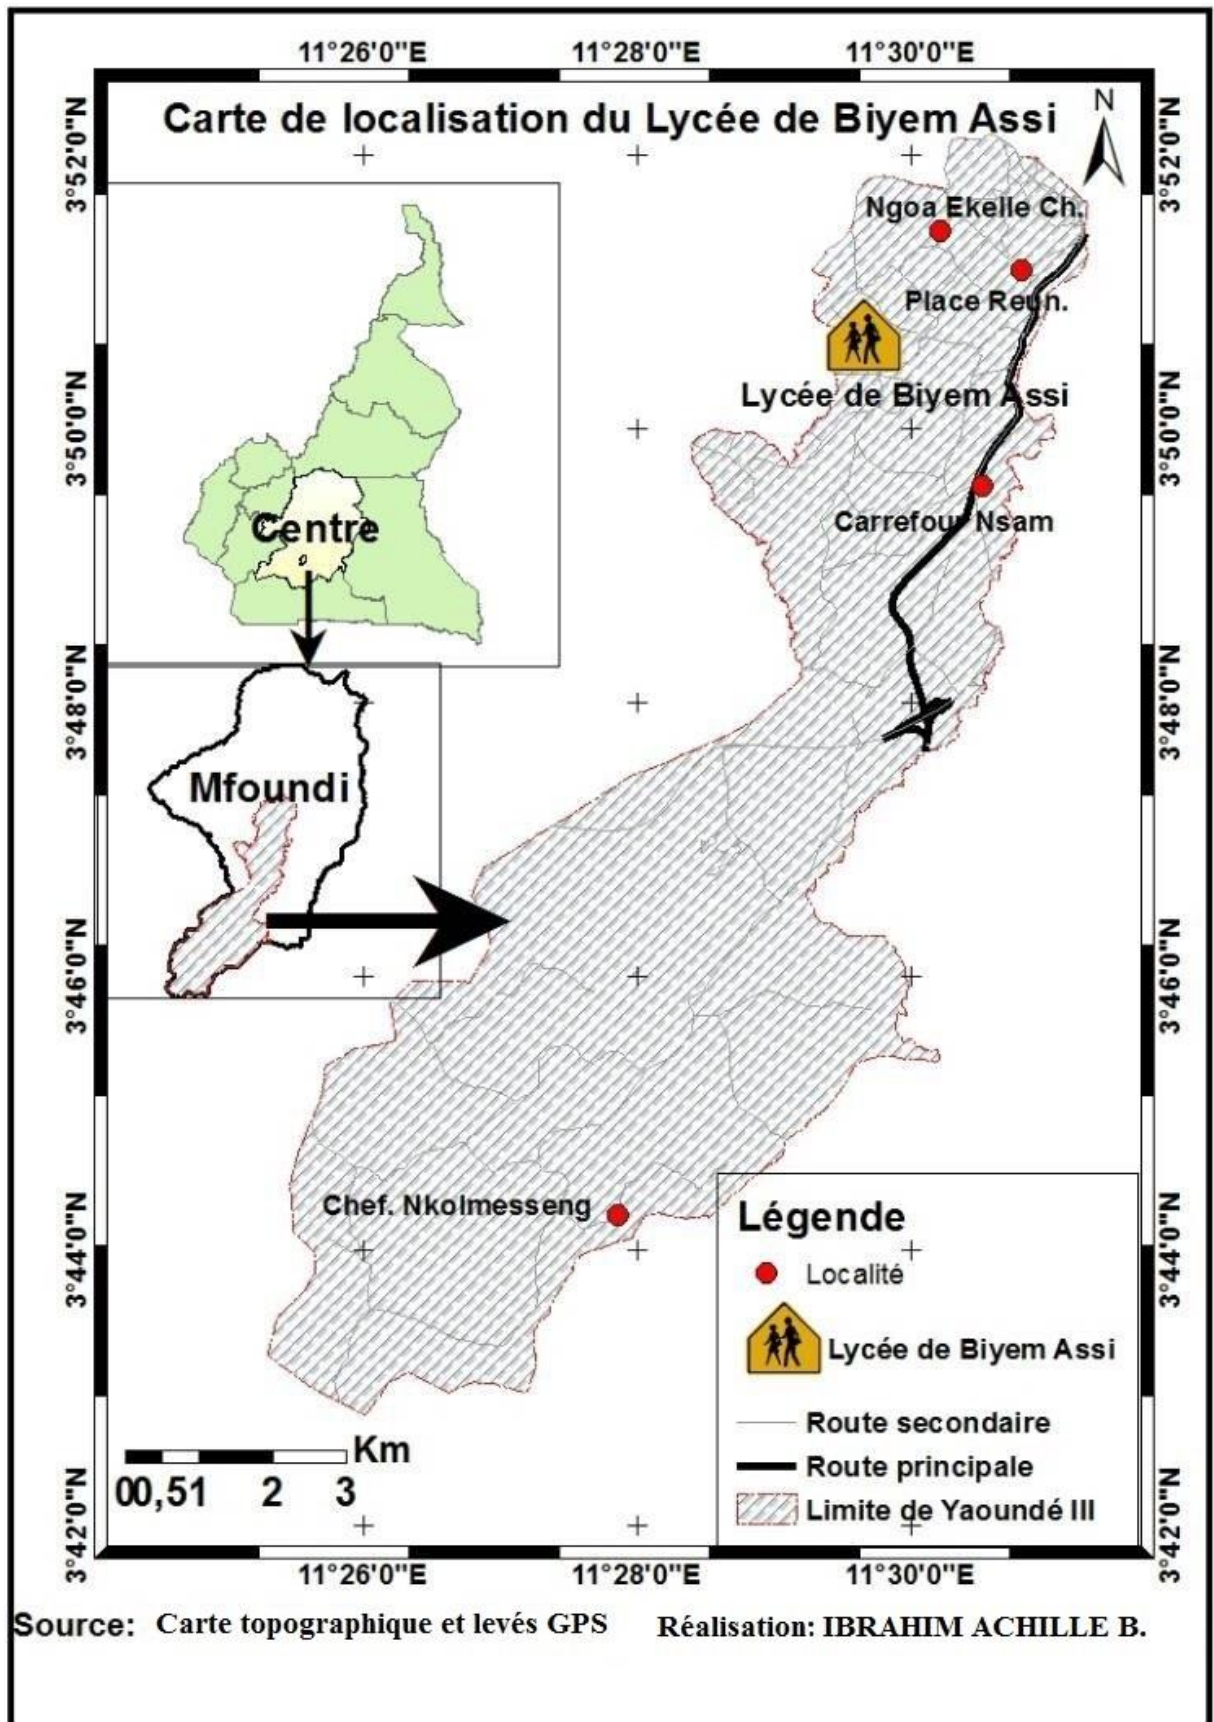 11°26'0"E 11°28'0"E 11°30'0"E
Carte de localisation du Lycée de Biyem Assi
N
3°52'0"N
3°52'0"N
Ngoa Ekelle Ch.
Place Reun.
Lycée de Biyem Assi
3°50'0"N
3°50'0"N
Carrefour Nsam
Centre
3°48'0"N
3°48'0"N
Mfoundi
3°46'0"N
3°46'0"N
Chef. Nkolmesseng
3°44'0"N
3°44'0"N
Légende
Localité
Lycée de Biyem Assi
Route secondaire
Route principale
Limite de Yaoundé III
Km
00,51 2 3
3°42'0"N
3°42'0"N
11°26'0"E 11°28'0"E 11°30'0"E
Source: Carte topographique et levés GPS Réalisation: IBRAHIM ACHILLE B.